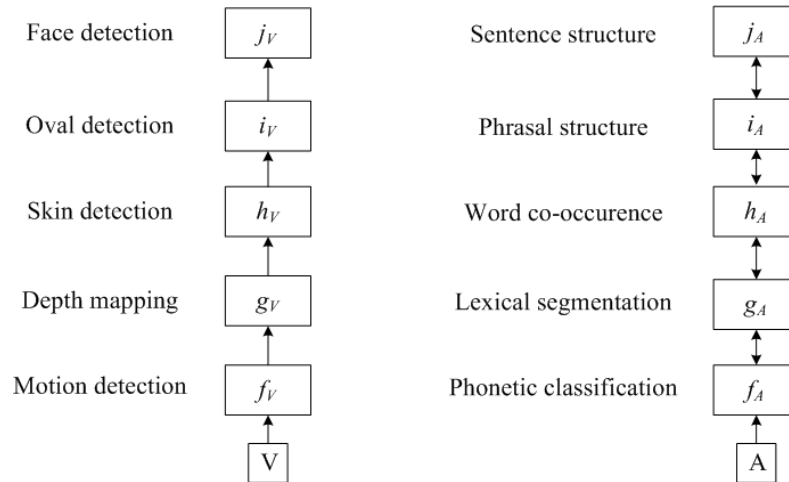 Face detection j_V Sentence structure j_A
Oval detection i_V Phrasal structure i_A
Skin detection h_V Word co-occurence h_A
Depth mapping g_V Lexical segmentation g_A
Motion detection f_V Phonetic classification f_A
V A